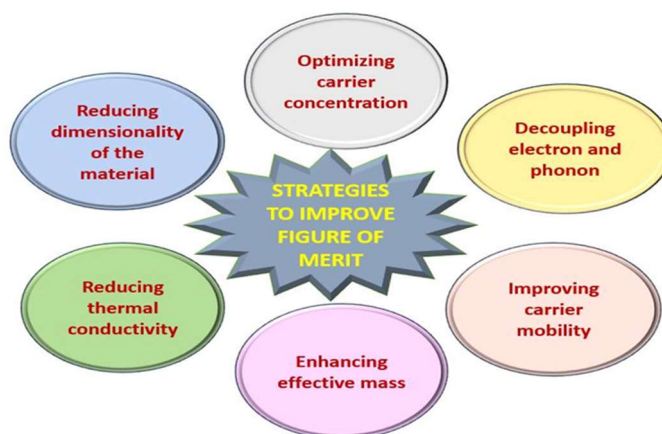 Optimizing
carrier
concentration
Reducing
dimensionality
of the
material
Decoupling
electron and
phonon
STRATEGIES
TO IMPROVE
FIGURE OF
MERIT
Reducing
thermal
conductivity
Improving
carrier
mobility
Enhancing
effective mass